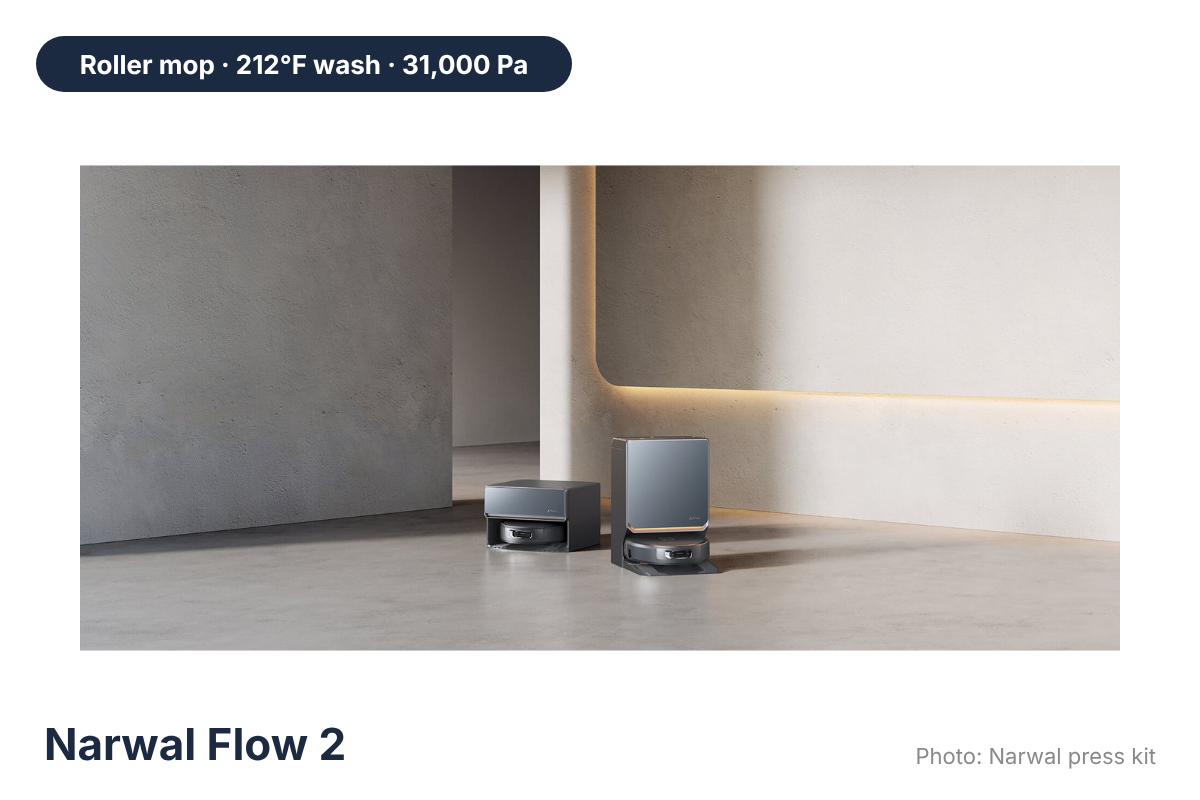 Roller mop · 212°F wash · 31,000 Pa
Narwal Flow 2
Photo: Narwal press kit